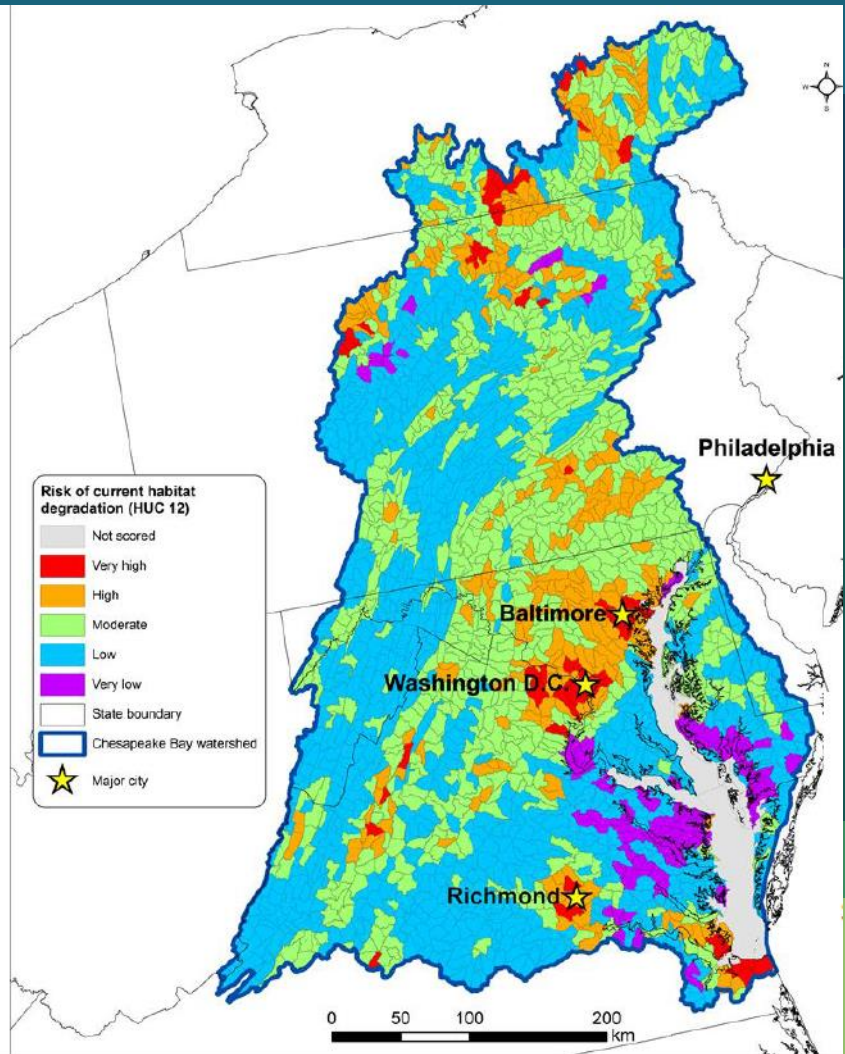 N
W
E
S
Philadelphia
Risk of current habitat
degradation (HUC 12)
Not scored
Very high
High
Moderate
Low
Very low
State boundary
Chesapeake Bay watershed
Major city
Baltimore
Washington D.C.
Richmond
0 50 100 200
km